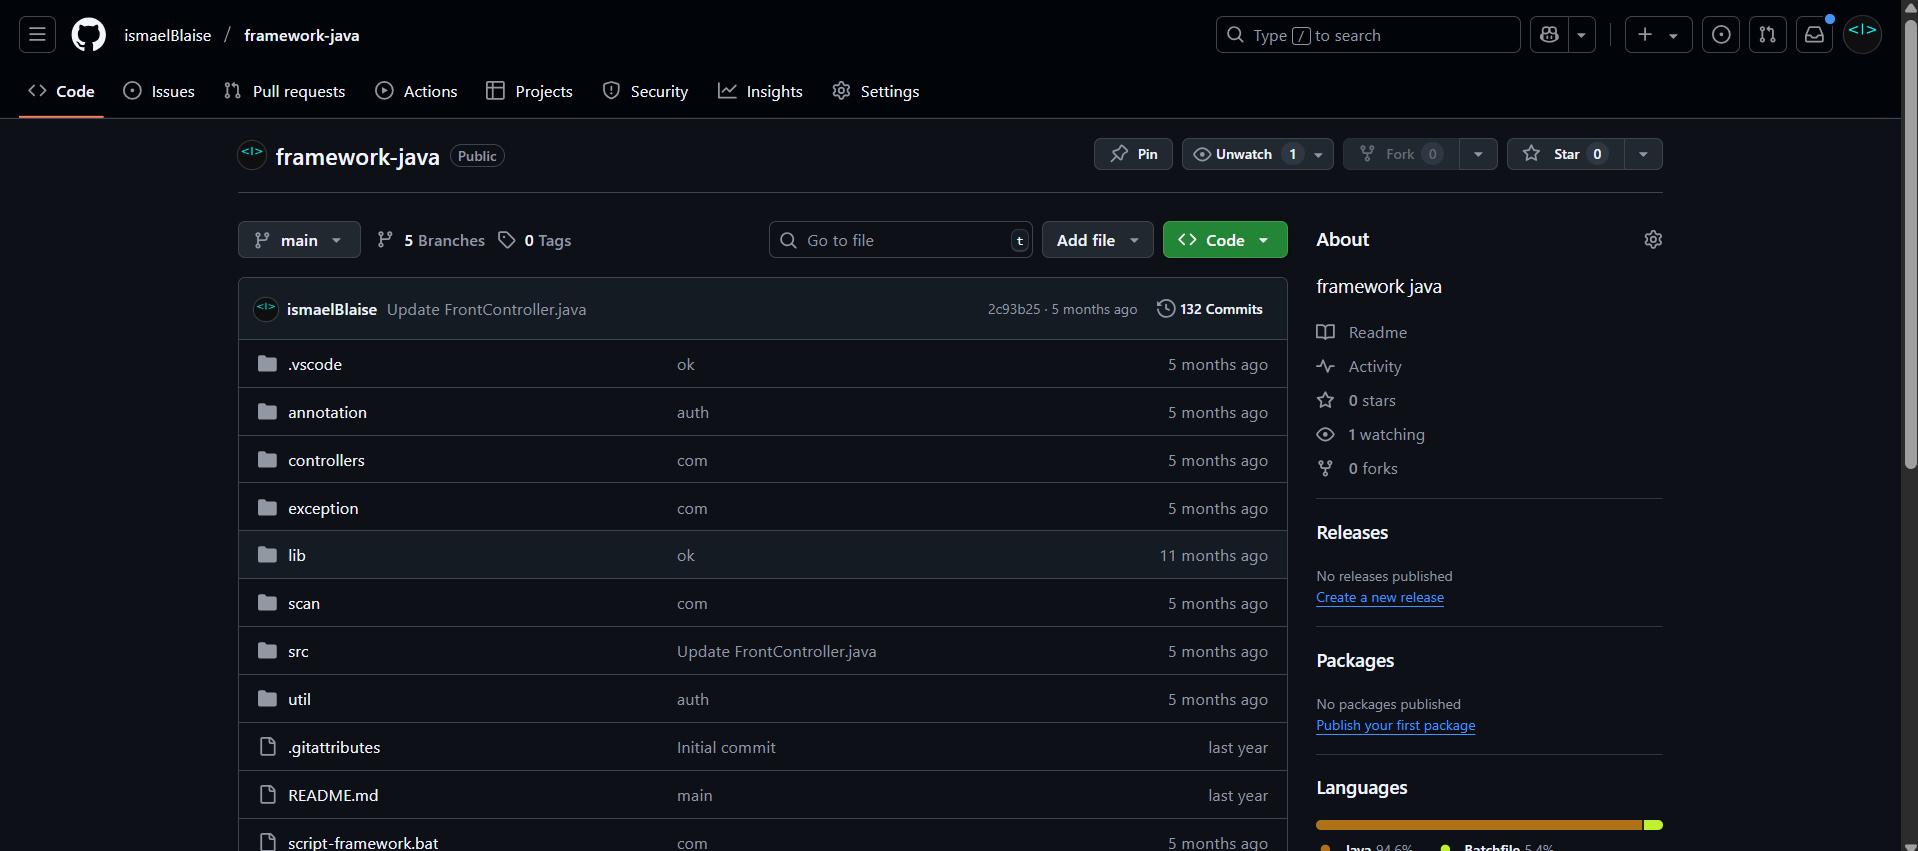 ismaelBlaise / framework-java
Type / to search
Code Issues Pull requests Actions Projects Security Insights Settings
<|> framework-java Public
Pin Unwatch 1 Fork 0 Star 0
main 5 Branches 0 Tags
Go to file t Add file Code
ismaelBlaise Update FrontController.java 2c93b25 · 5 months ago 132 Commits
.vscode ok 5 months ago
annotation auth 5 months ago
controllers com 5 months ago
exception com 5 months ago
lib ok 11 months ago
scan com 5 months ago
src Update FrontController.java 5 months ago
util auth 5 months ago
.gitattributes Initial commit last year
README.md main last year
script-framework.bat com 5 months ago
About
framework java
Readme
Activity
0 stars
1 watching
0 forks
Releases
No releases published
Create a new release
Packages
No packages published
Publish your first package
Languages
Java 94.6% Batchfile 5.4%